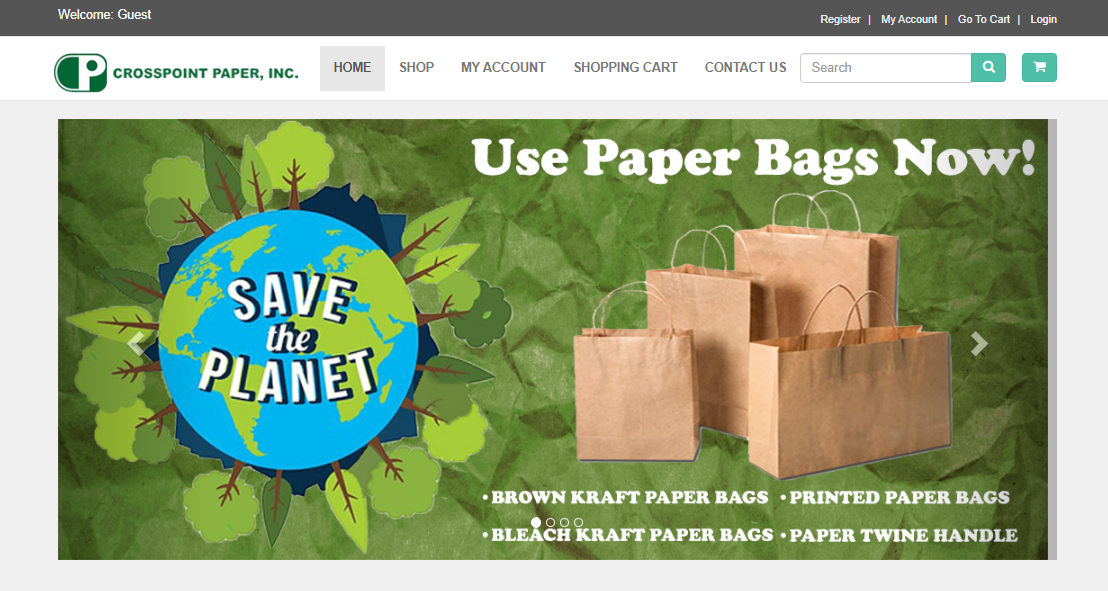 Welcome: Guest
Register | My Account | Go To Cart | Login
CROSSPOINT PAPER, INC.
HOME SHOP MY ACCOUNT SHOPPING CART CONTACT US Search
Use Paper Bags Now!
SAVE
the
PLANET
• BROWN KRAFT PAPER BAGS • PRINTED PAPER BAGS
• BLEACH KRAFT PAPER BAGS • PAPER TWINE HANDLE